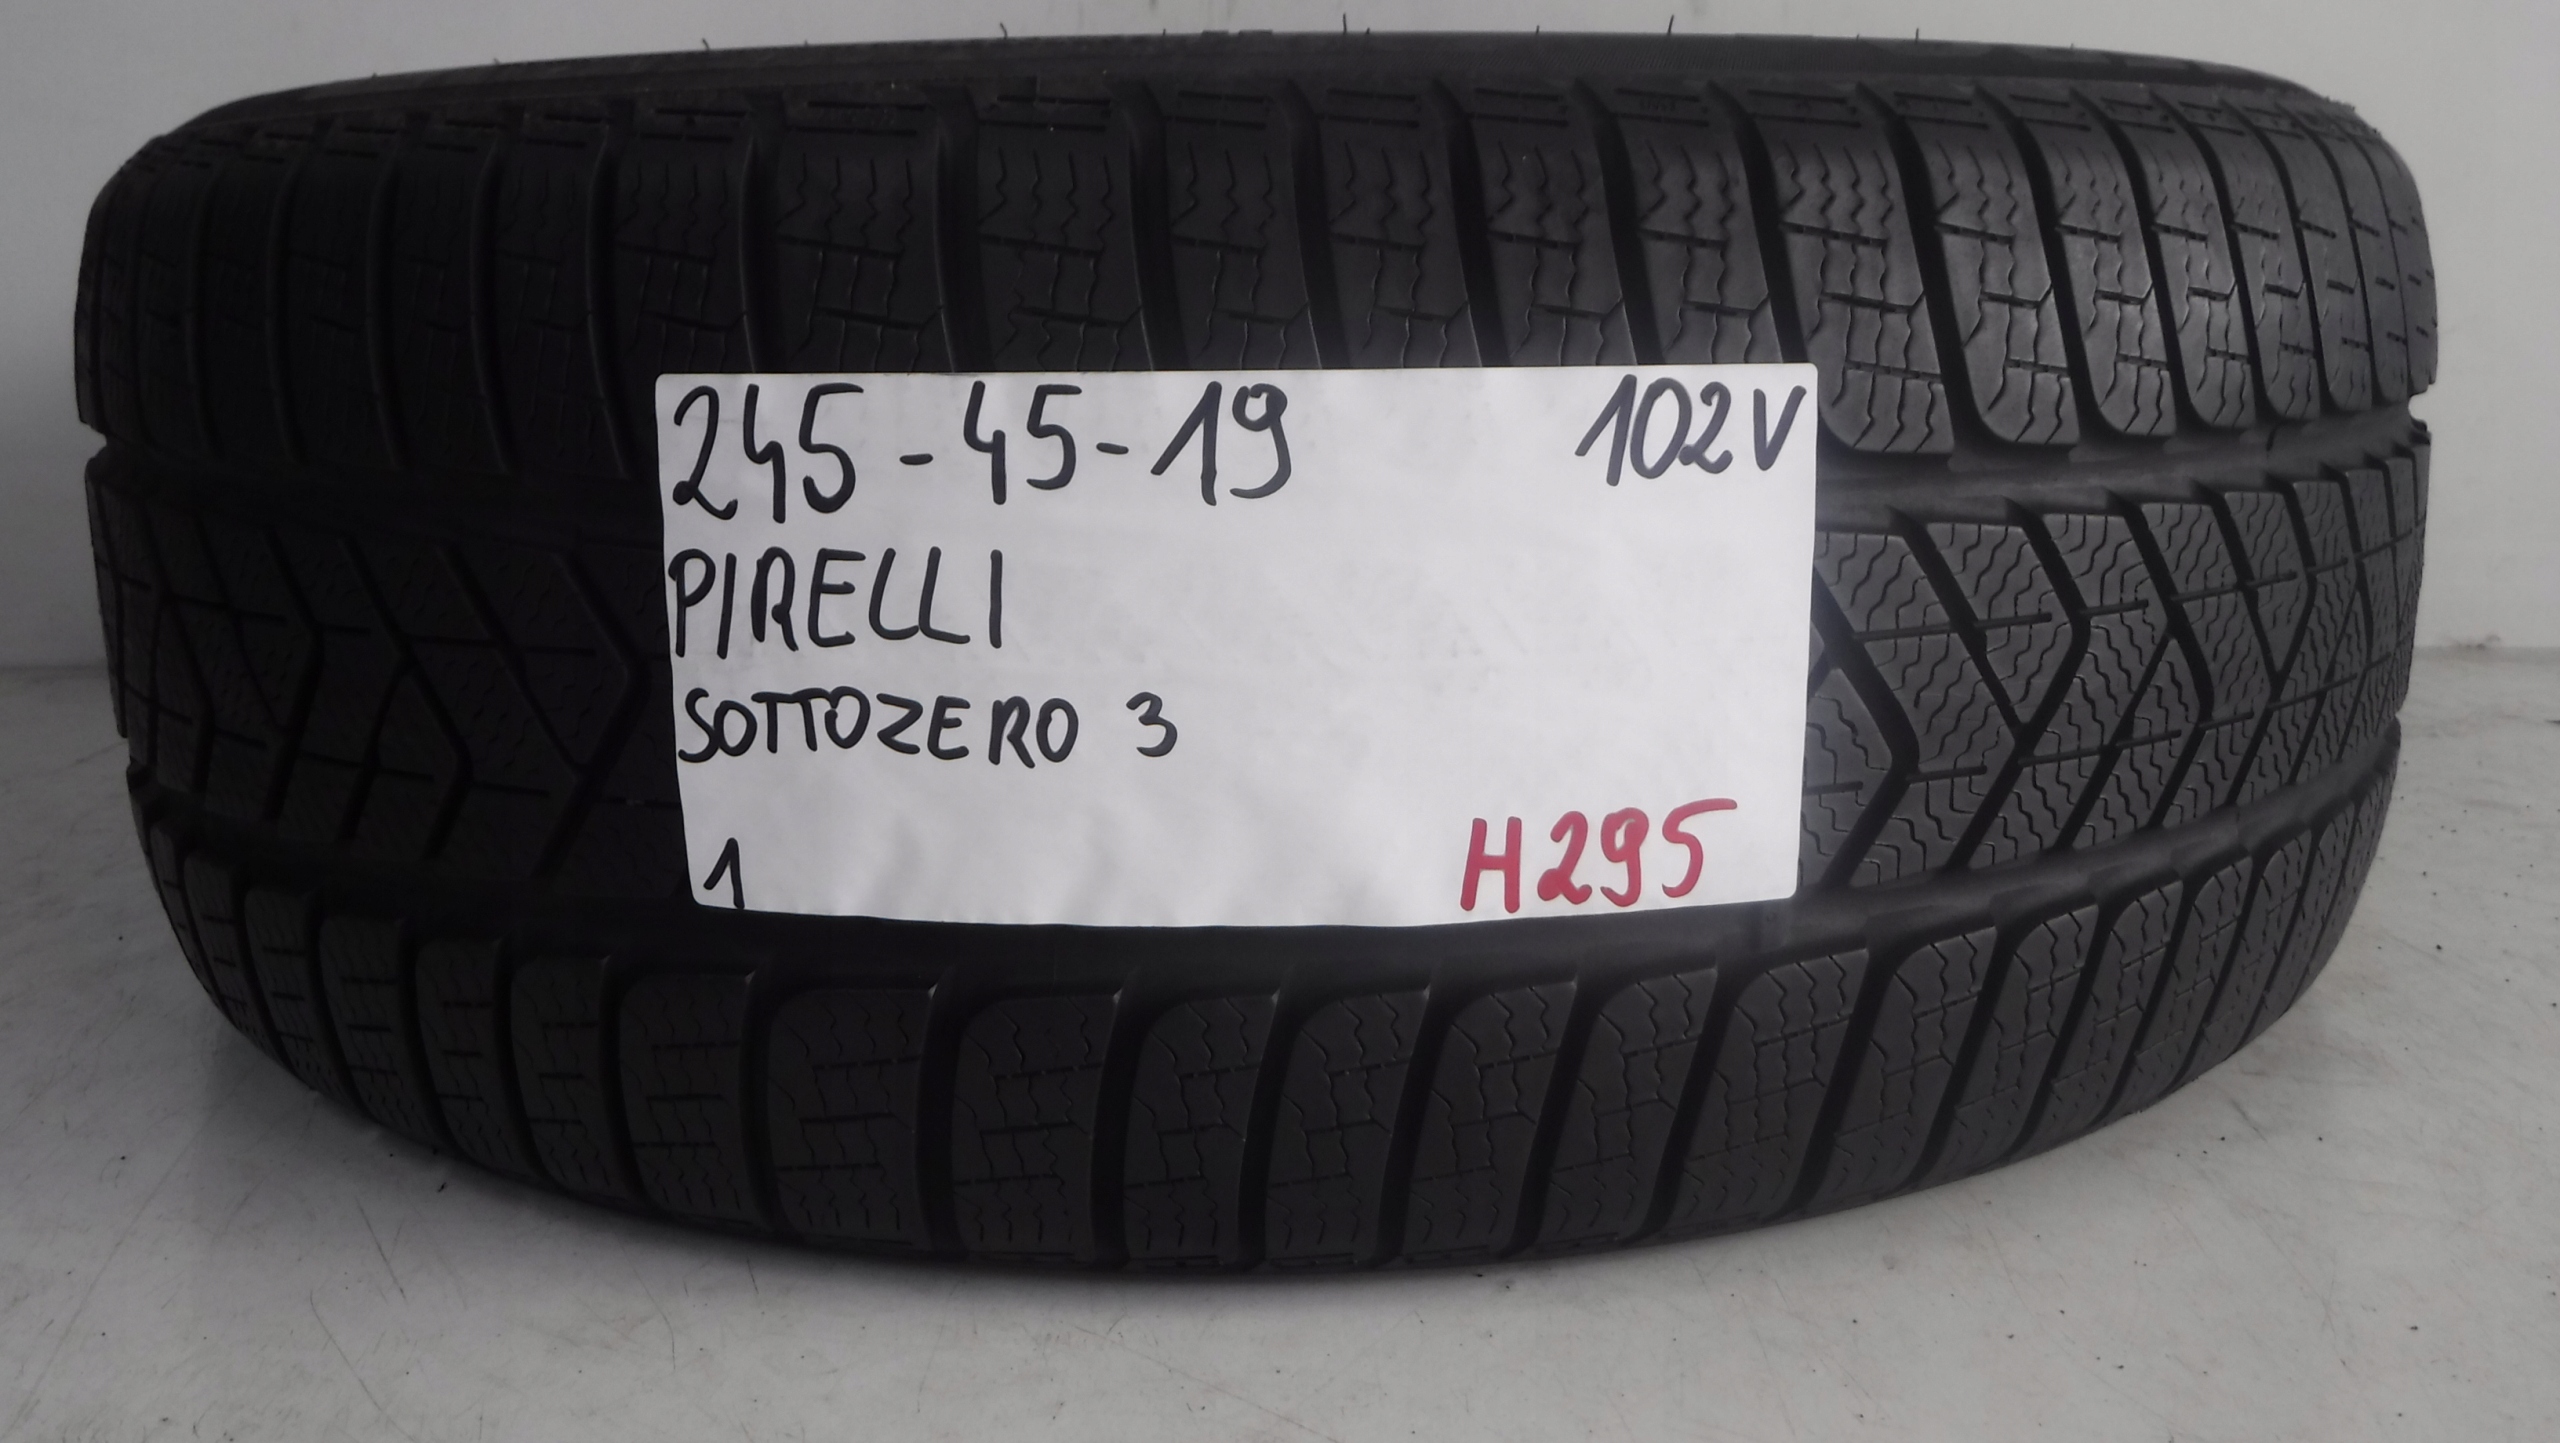 245-45-19 102V
PIRELLI
SOTTOZERO 3
1 H295